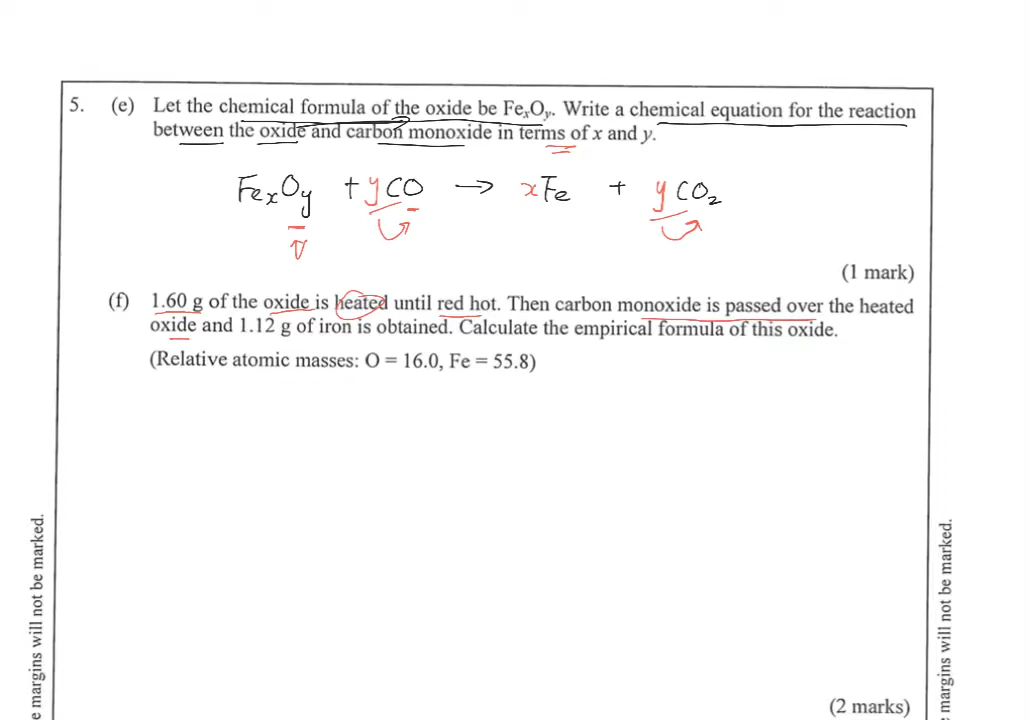 5. (e) Let the chemical formula of the oxide be FeₓOᵧ. Write a chemical equation for the reaction
between the oxide and carbon monoxide in terms of x and y.
FeₓOᵧ + yCO → xFe + yCO₂
(1 mark)
(f) 1.60 g of the oxide is heated until red hot. Then carbon monoxide is passed over the heated
oxide and 1.12 g of iron is obtained. Calculate the empirical formula of this oxide.
(Relative atomic masses: O = 16.0, Fe = 55.8)
e margins will not be marked.
e margins will not be marked.
(2 marks)